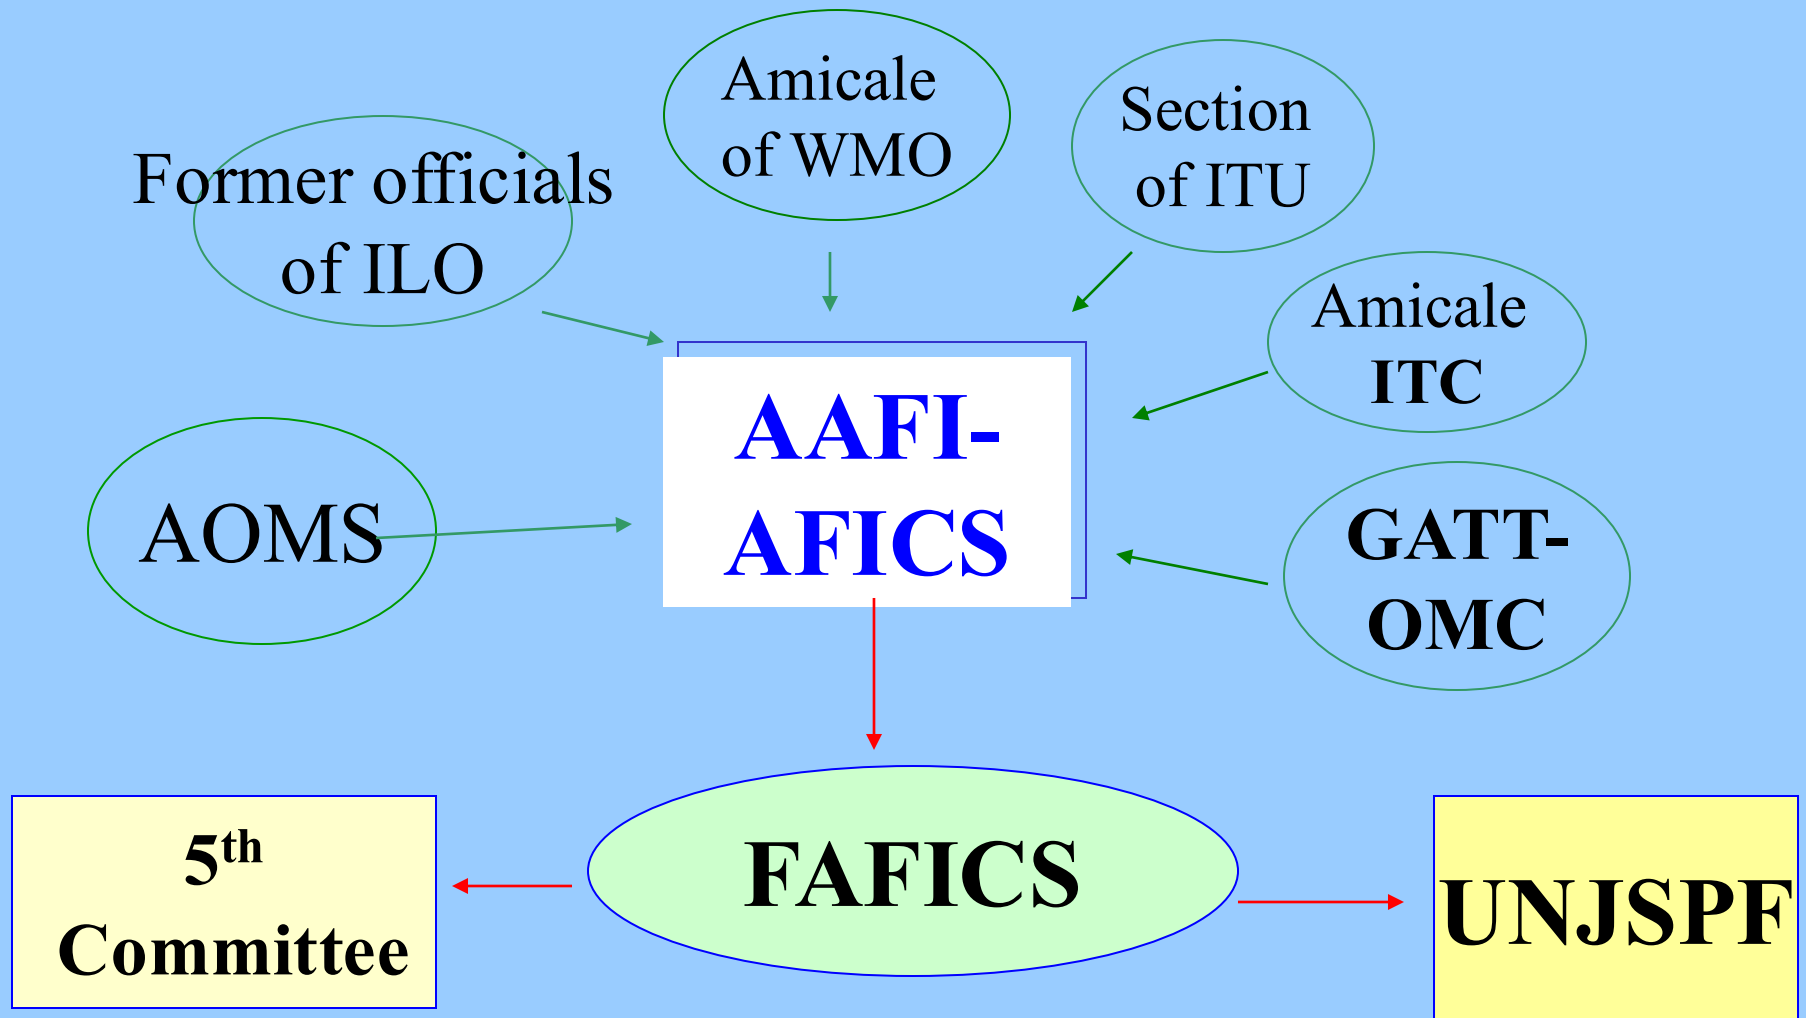 Amicale
of WMO
Section
of ITU
Former officials
of ILO
Amicale
ITC
AAFI-
AFICS
AOMS
GATT-
OMC
FAFICS
5th
Committee
UNJSPF